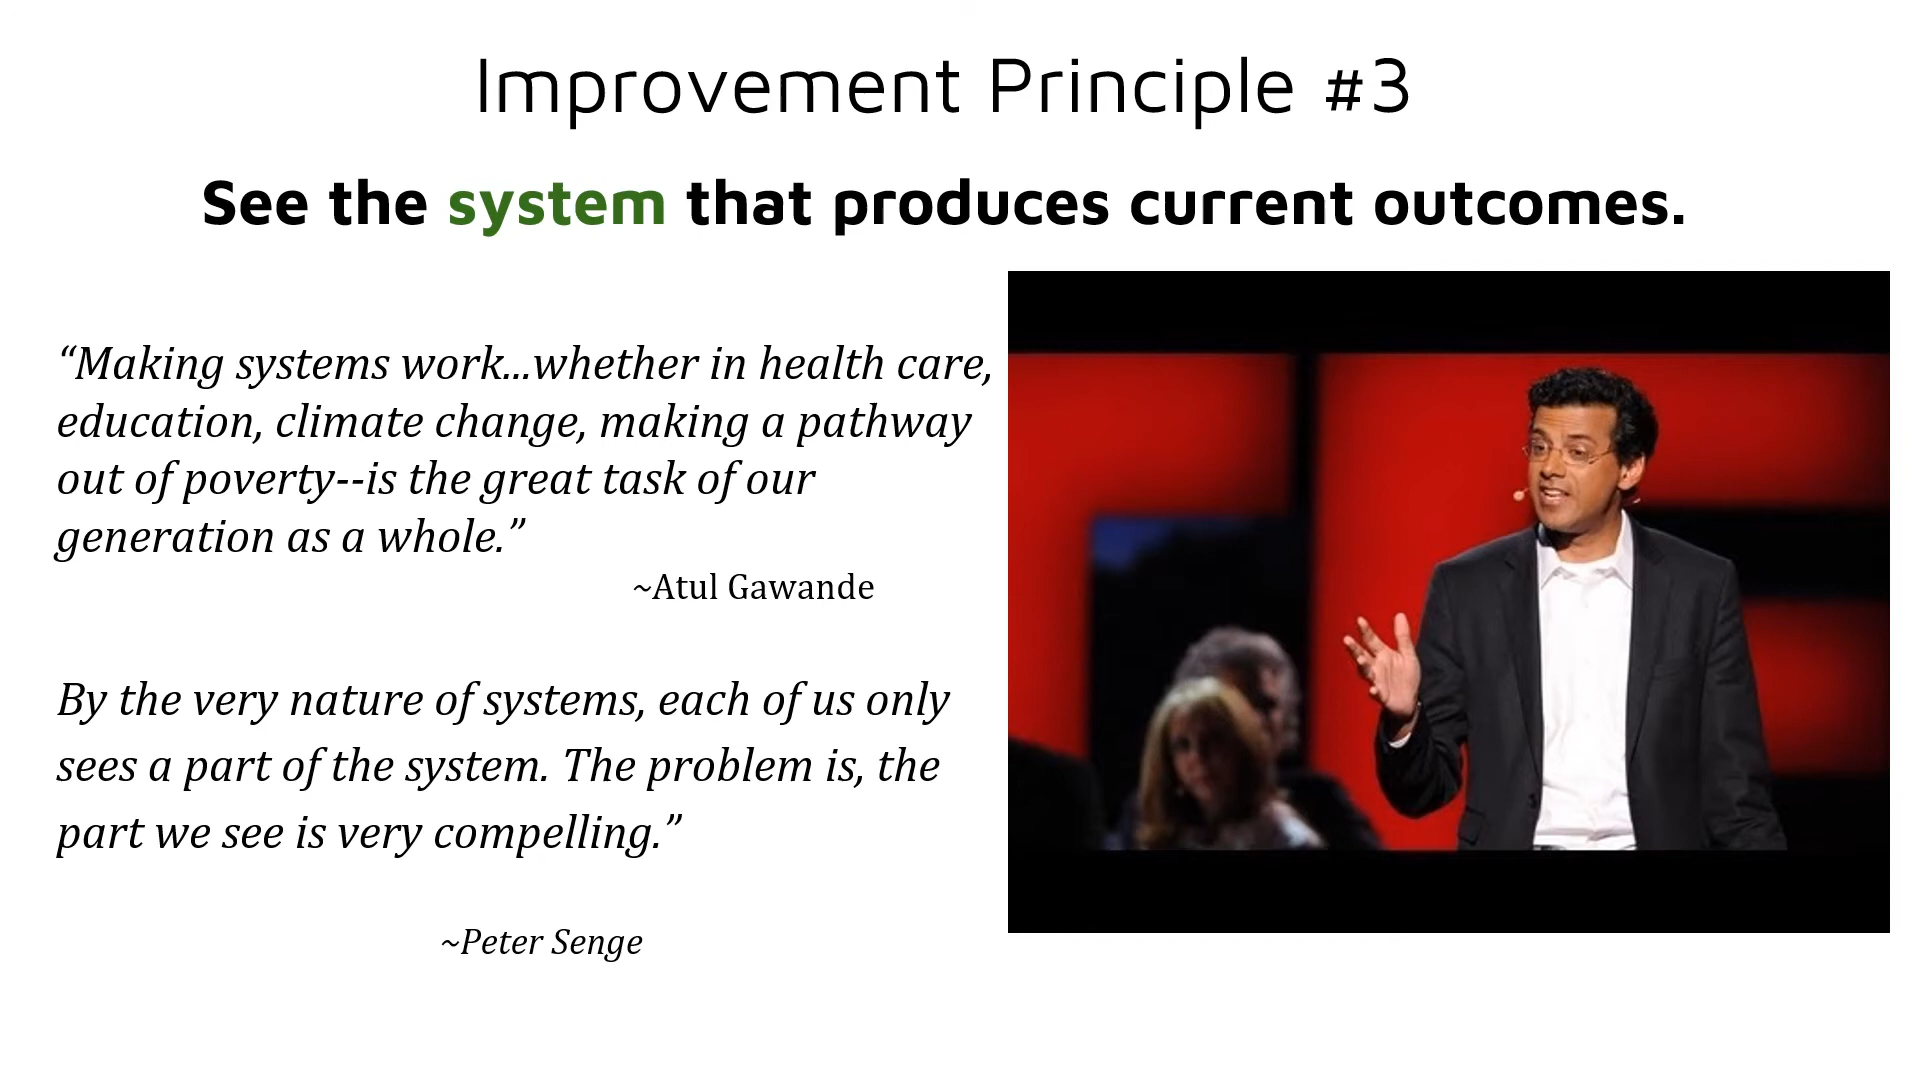 Improvement Principle #3
See the system that produces current outcomes.
“Making systems work...whether in health care,
education, climate change, making a pathway
out of poverty--is the great task of our
generation as a whole.”
~Atul Gawande
By the very nature of systems, each of us only
sees a part of the system. The problem is, the
part we see is very compelling.”
~Peter Senge